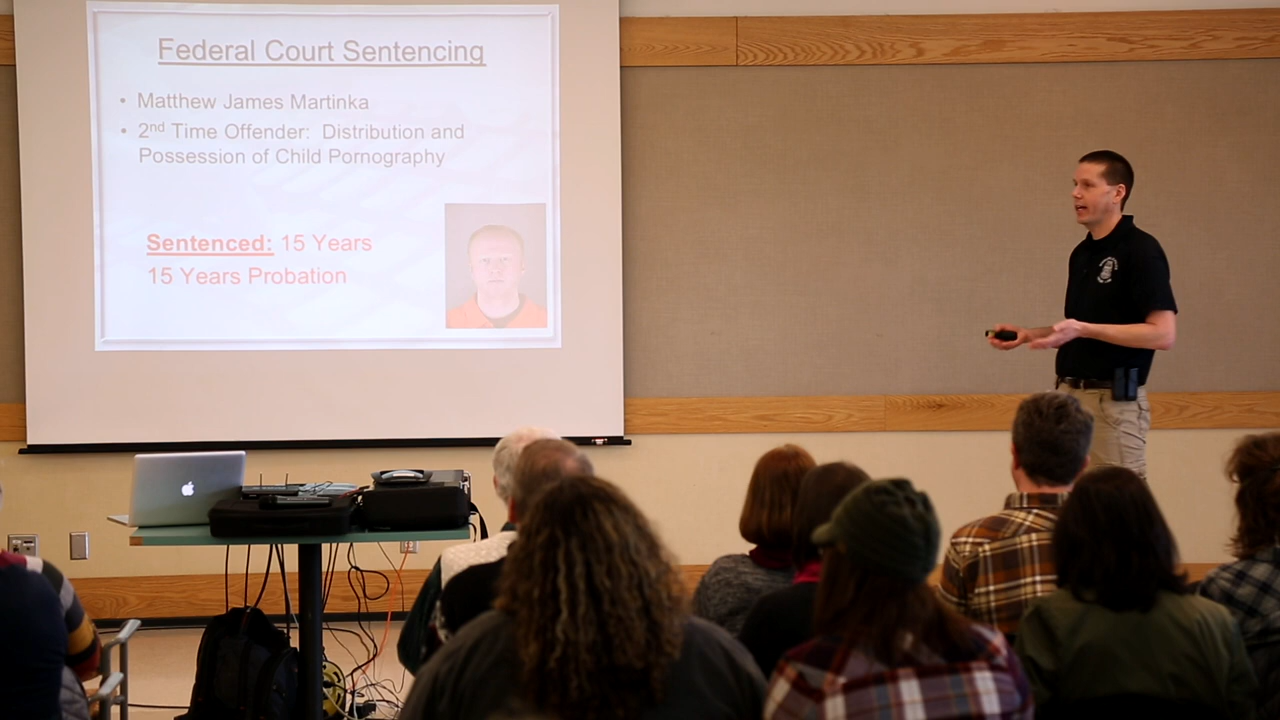 Federal Court Sentencing
• Matthew James Martinka
• 2nd Time Offender: Distribution and
Possession of Child Pornography
Sentenced: 15 Years
15 Years Probation